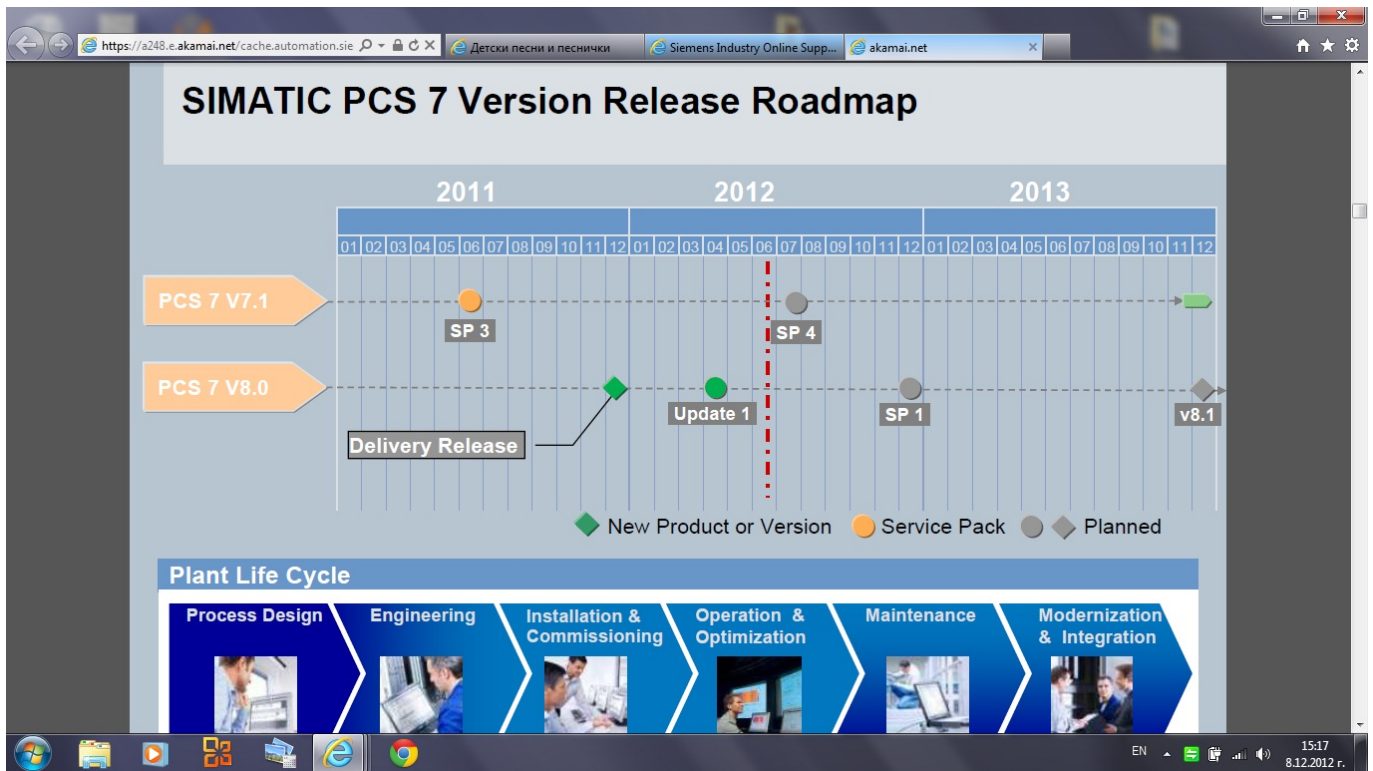 https://a248.e.akamai.net/cache.automation.sie
Детски песни и песнички
Siemens Industry Online Supp...
akamai.net
SIMATIC PCS 7 Version Release Roadmap
2011 2012 2013
01 02 03 04 05 06 07 08 09 10 11 12 01 02 03 04 05 06 07 08 09 10 11 12 01 02 03 04 05 06 07 08 09 10 11 12
PCS 7 V7.1
SP 3
SP 4
PCS 7 V8.0
Update 1
SP 1
v8.1
Delivery Release
New Product or Version Service Pack Planned
Plant Life Cycle
Process Design
Engineering
Installation &
Commissioning
Operation &
Optimization
Maintenance
Modernization
& Integration
EN
15:17
8.12.2012 г.